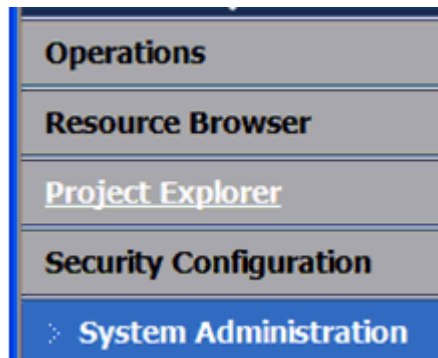 Operations
Resource Browser
Project Explorer
Security Configuration
> System Administration